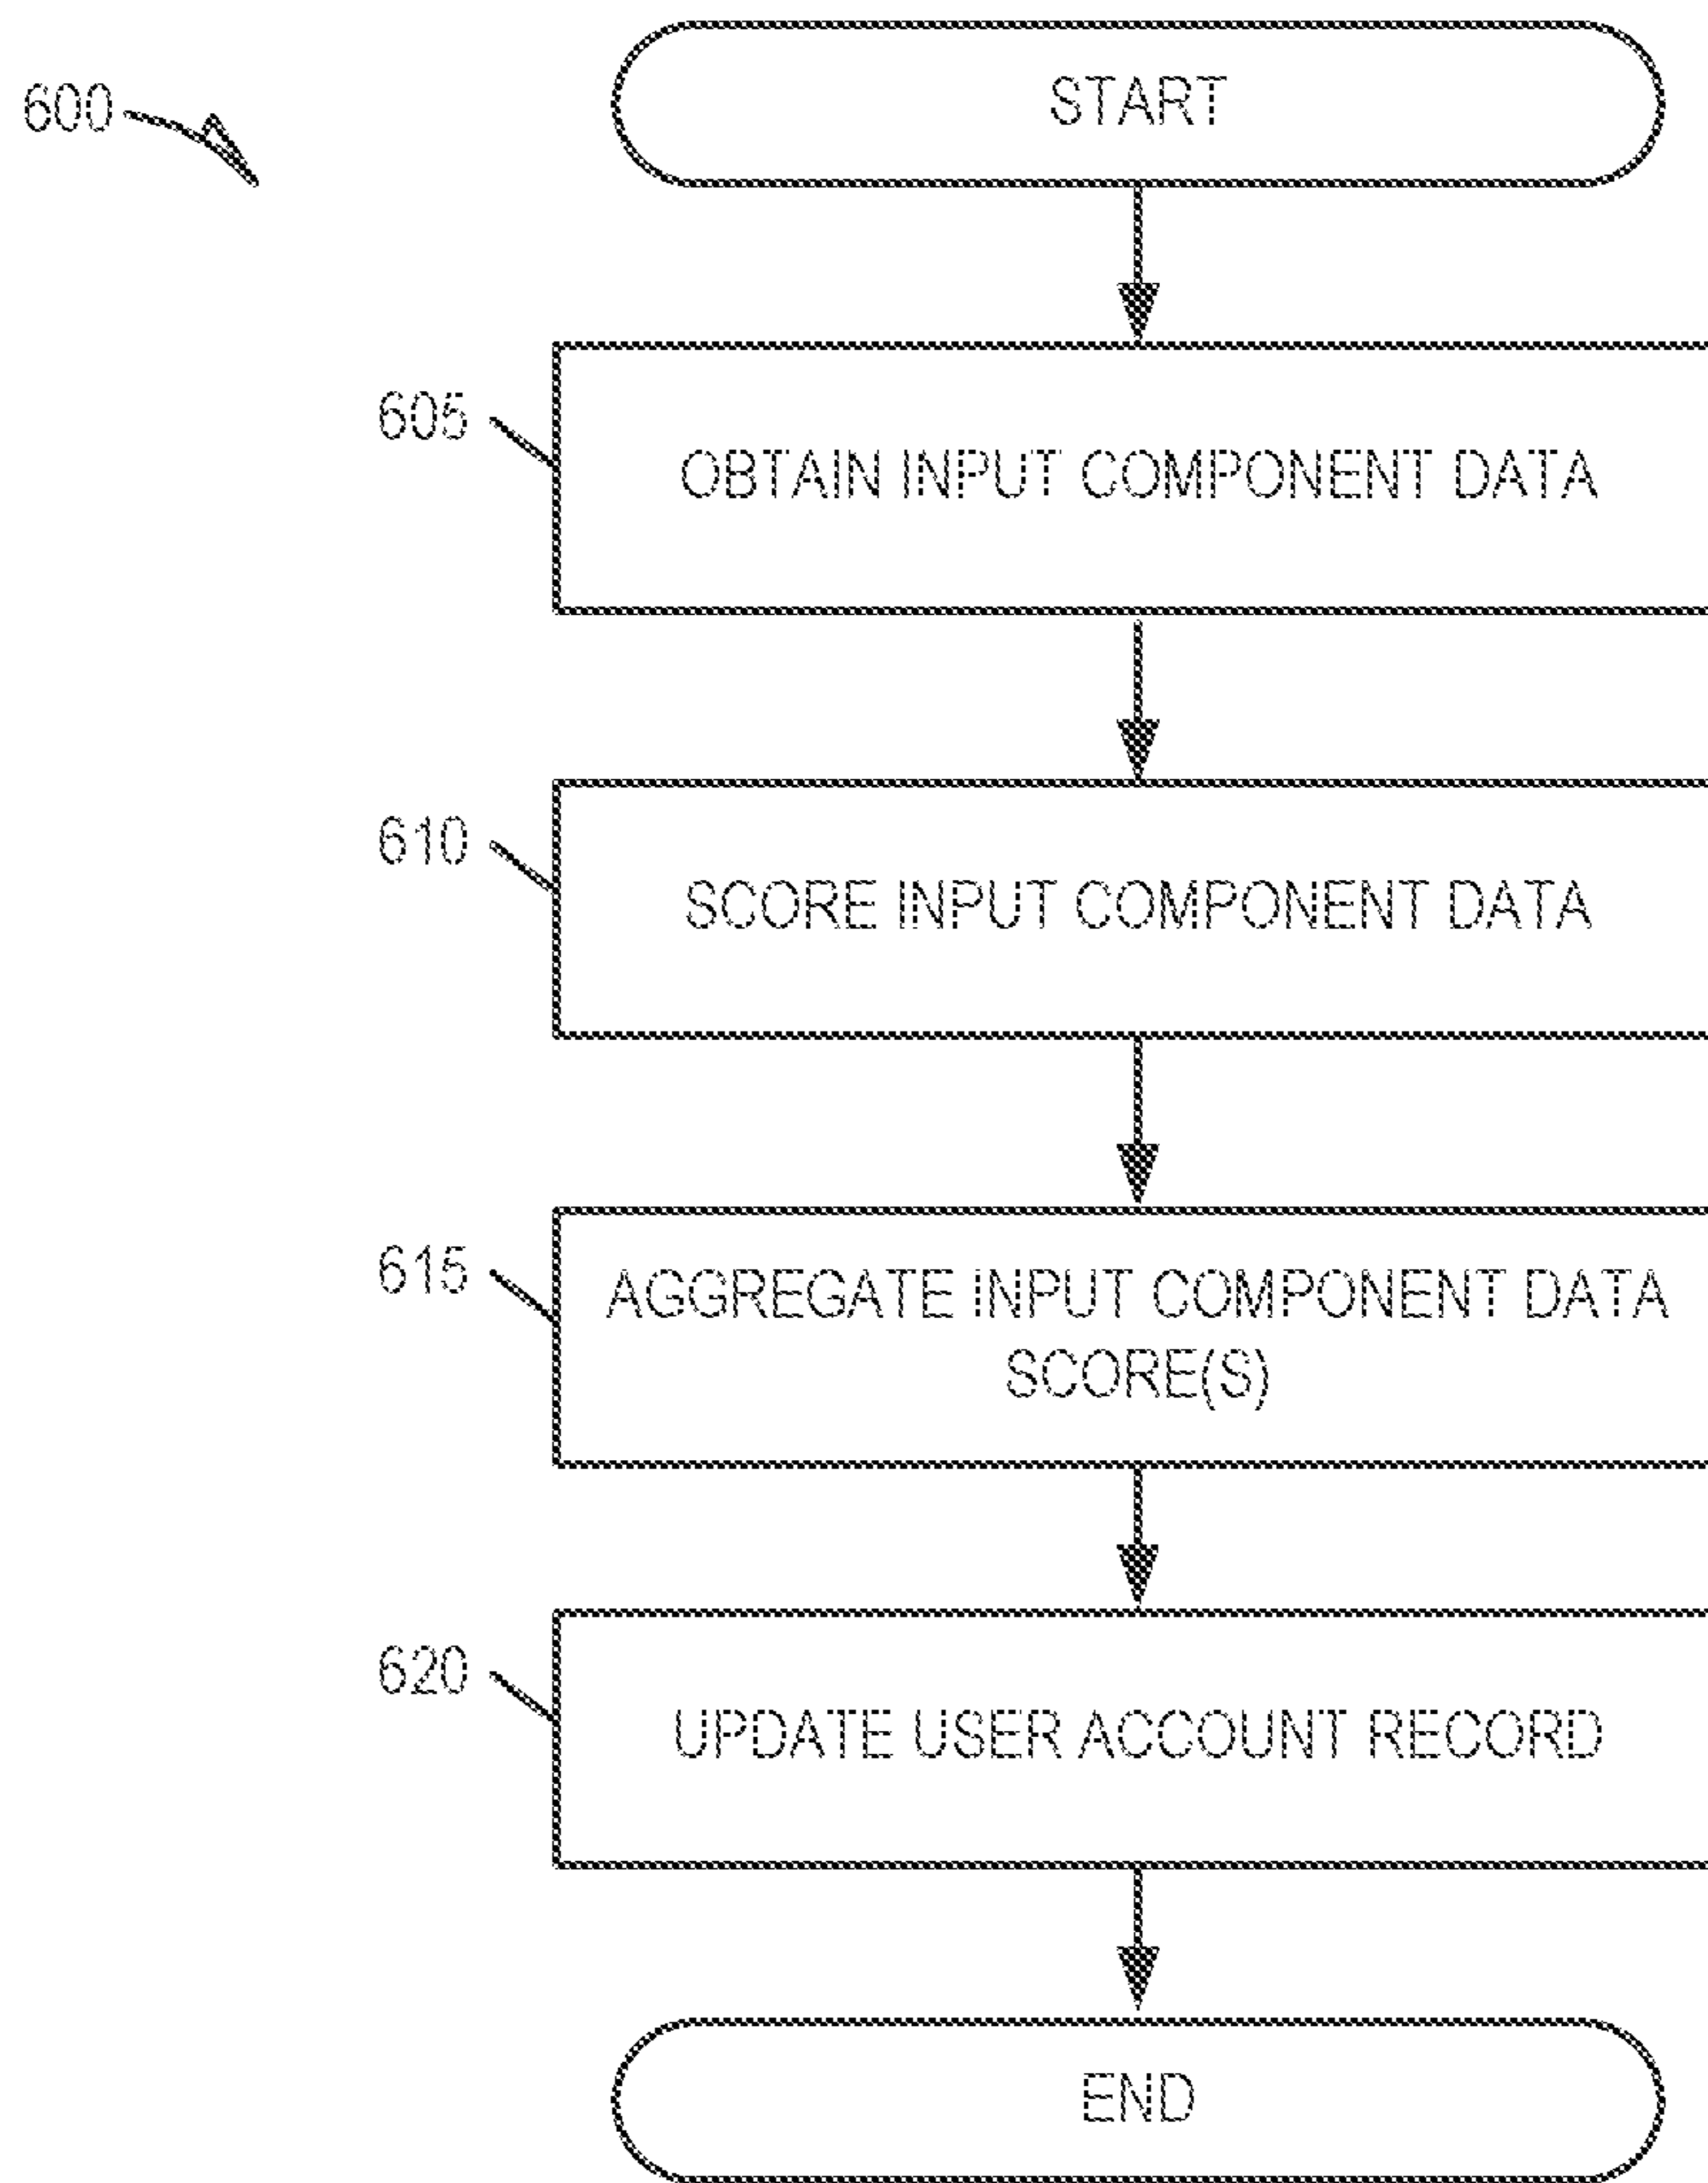 600
START
605
OBTAIN INPUT COMPONENT DATA
610
SCORE INPUT COMPONENT DATA
615
AGGREGATE INPUT COMPONENT DATA
SCORE(S)
620
UPDATE USER ACCOUNT RECORD
END